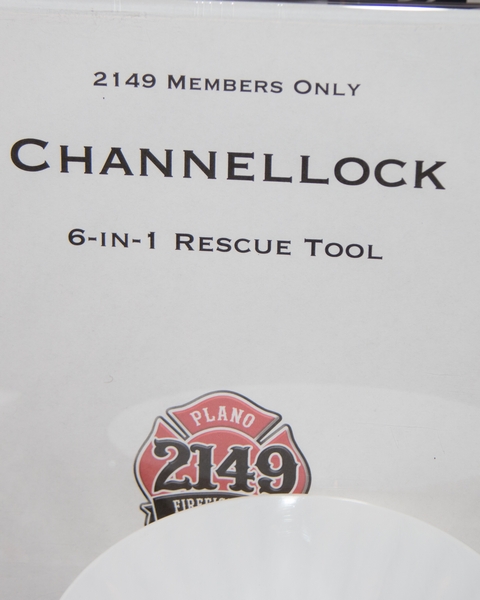 2149 Members Only
Channellock
6-in-1 Rescue Tool
PLANO
2149